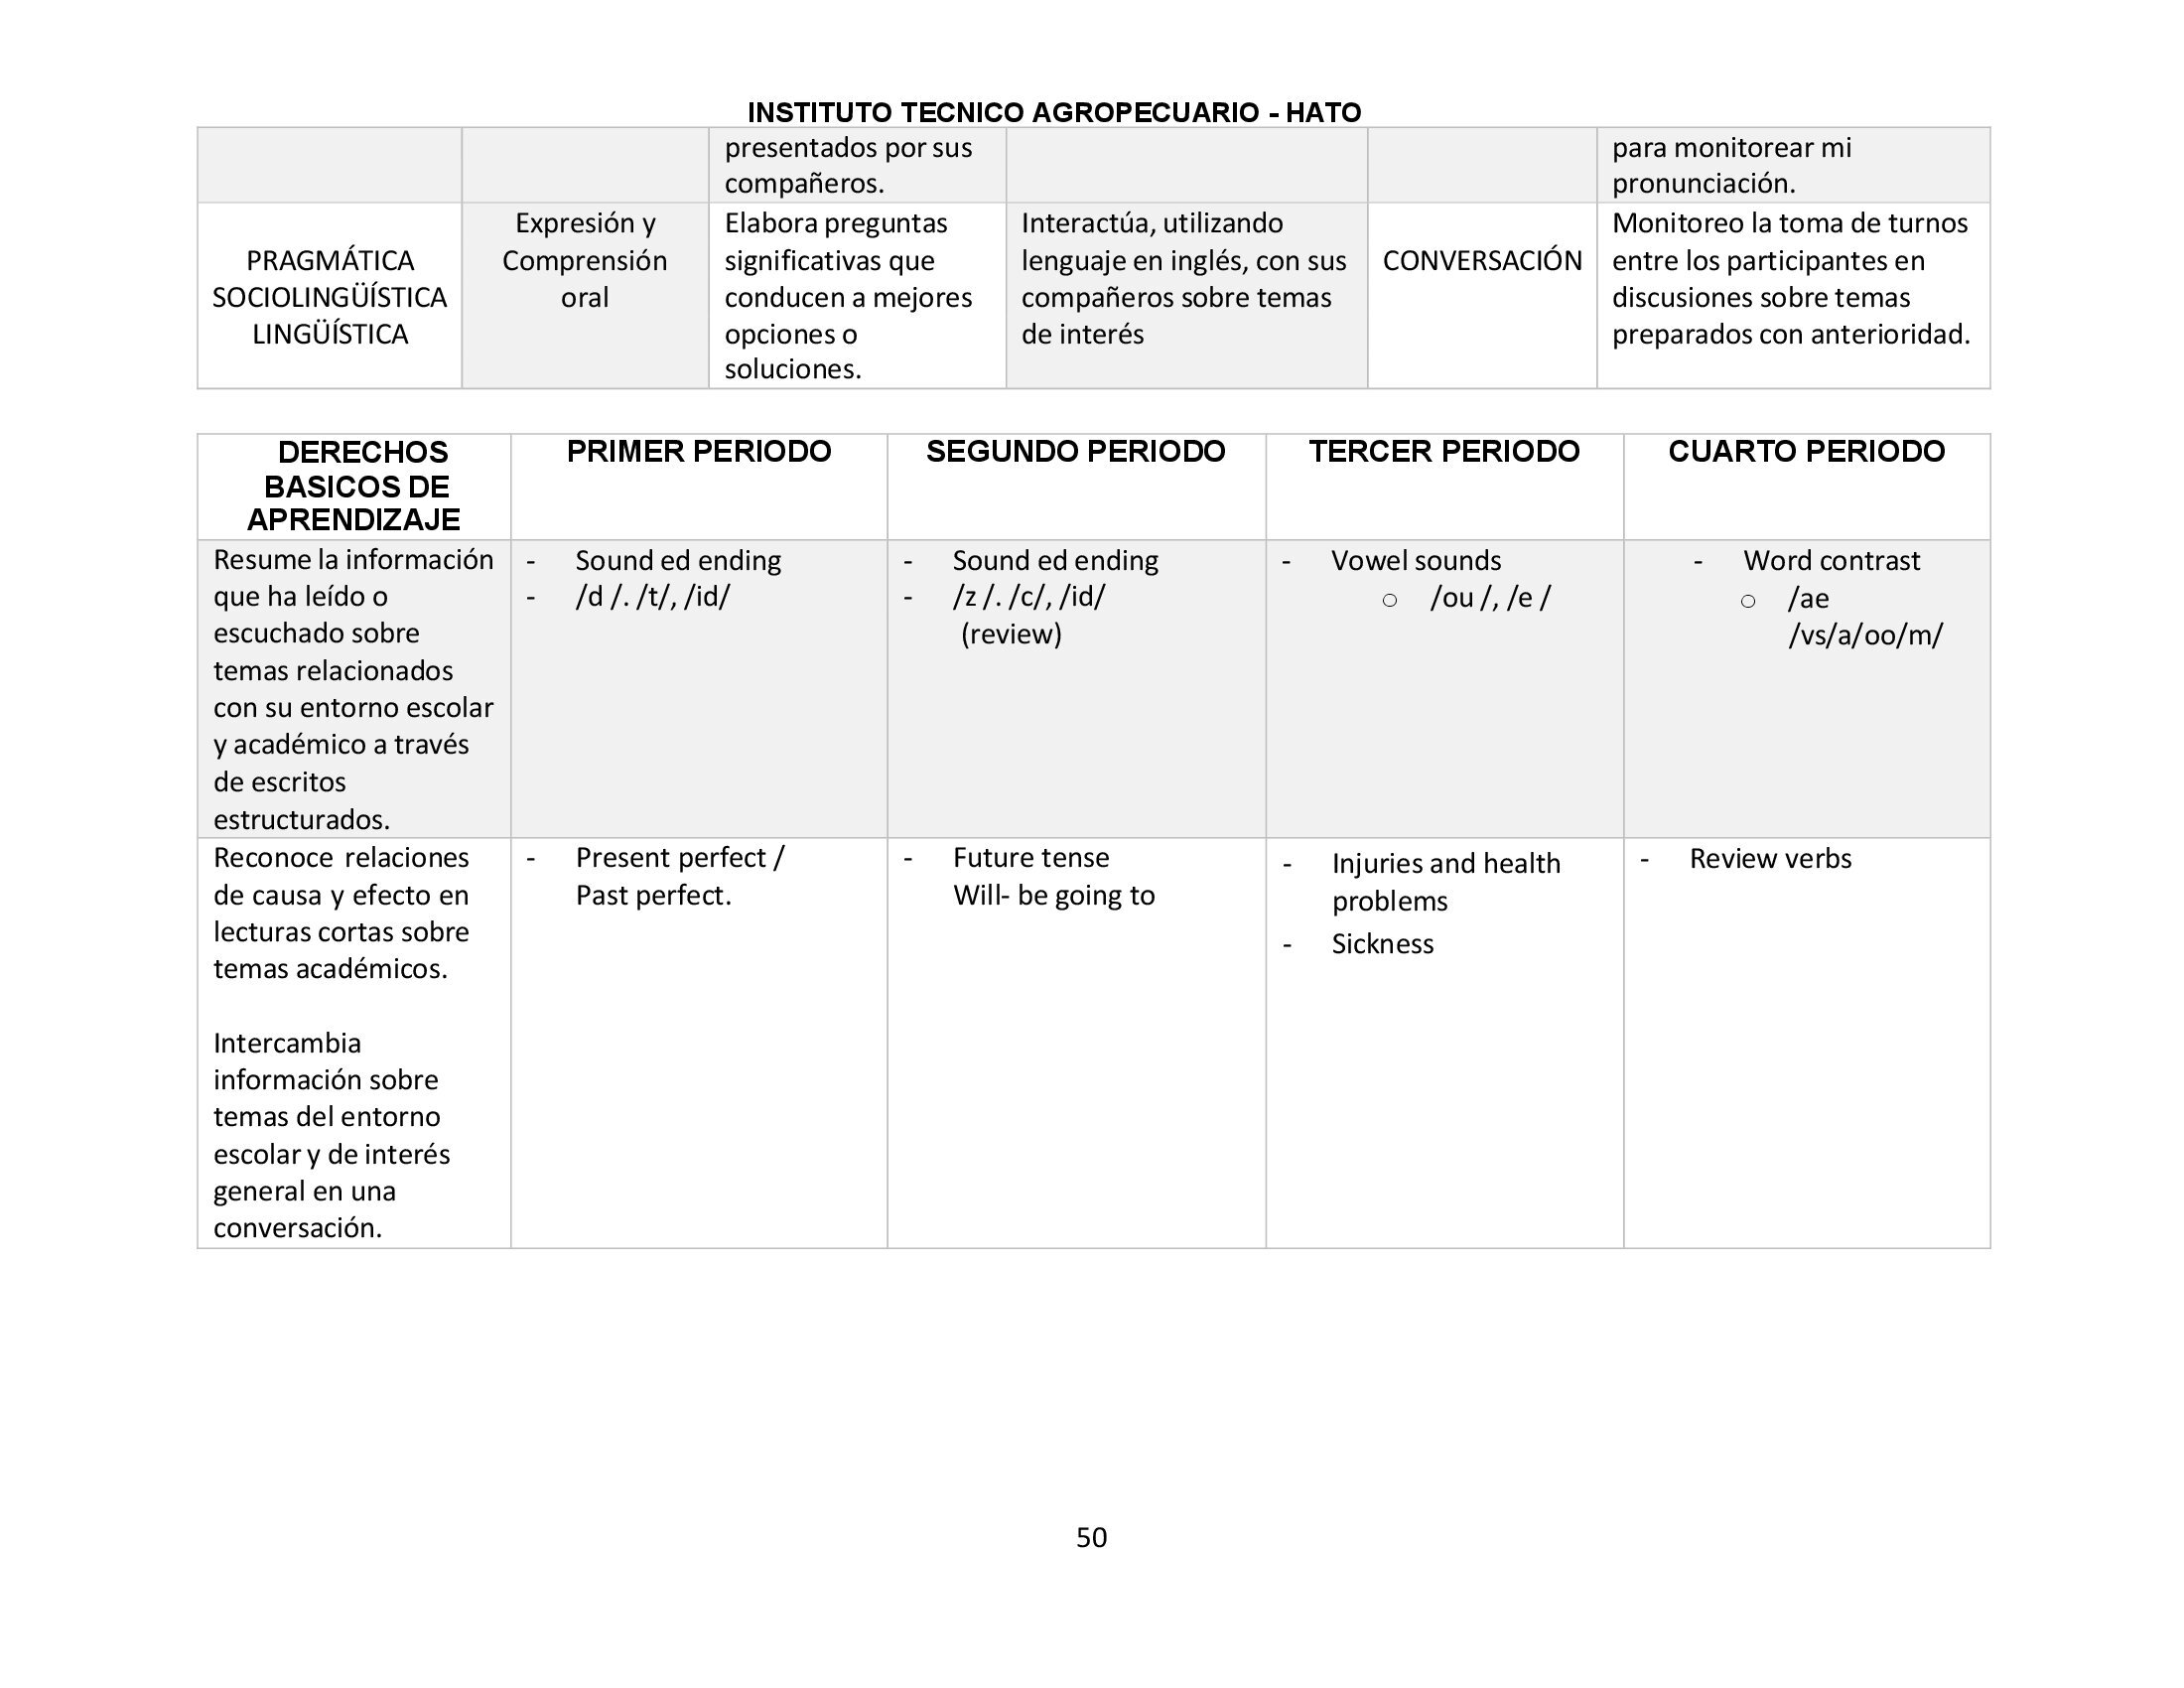 INSTITUTO TECNICO AGROPECUARIO - HATO
presentados por sus
compañeros.
para monitorear mi
pronunciación.
PRAGMÁTICA
SOCIOLINGÜÍSTICA
LINGÜÍSTICA
Expresión y
Comprensión
oral
Elabora preguntas
significativas que
conducen a mejores
opciones o
soluciones.
Interactúa, utilizando
lenguaje en inglés, con sus
compañeros sobre temas
de interés
CONVERSACIÓN
Monitoreo la toma de turnos
entre los participantes en
discusiones sobre temas
preparados con anterioridad.
DERECHOS
BASICOS DE
APRENDIZAJE
PRIMER PERIODO
SEGUNDO PERIODO
TERCER PERIODO
CUARTO PERIODO
Resume la información
que ha leído o
escuchado sobre
temas relacionados
con su entorno escolar
y académico a través
de escritos
estructurados.
- Sound ed ending
- /d /. /t/, /id/
- Sound ed ending
- /z /. /c/, /id/
(review)
- Vowel sounds
o /ou /, /e /
- Word contrast
o /ae
/vs/a/oo/m/
Reconoce relaciones
de causa y efecto en
lecturas cortas sobre
temas académicos.
Intercambia
información sobre
temas del entorno
escolar y de interés
general en una
conversación.
- Present perfect /
Past perfect.
- Future tense
Will- be going to
- Injuries and health
problems
- Sickness
- Review verbs
50